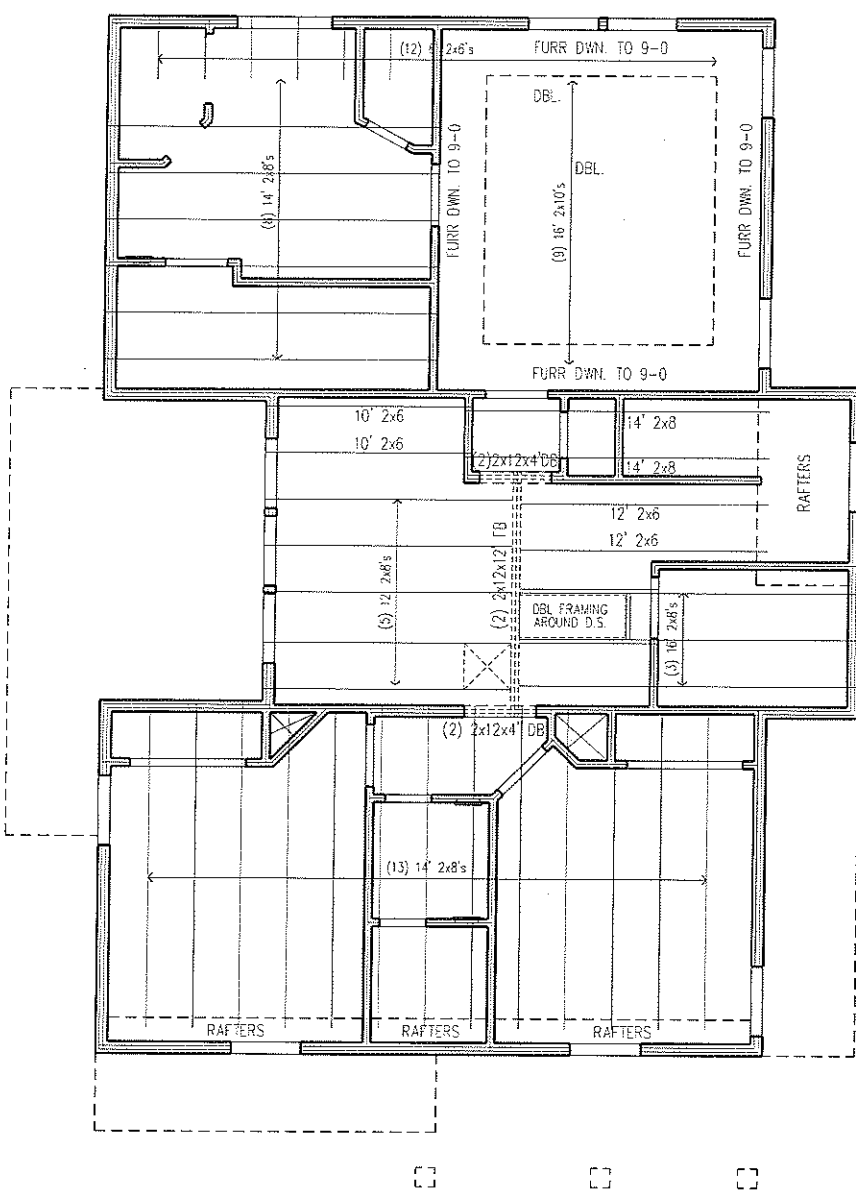 (12) 6' 2x6's
FURR DWN. TO 9-0
DBL.
DBL.
(8) 14' 2x8's
FURR DWN. TO 9-0
(9) 16' 2x10's
FURR DWN. TO 9-0
FURR DWN. TO 9-0
10' 2x6
14' 2x8
10' 2x6
(2)2x12x4'DB
14' 2x8
RAFTERS
12' 2x6
12' 2x6
(5) 12' 2x8's
(2) 2x12x12'
DBL FRAMING
AROUND D.S.
(3) 16' 2x8's
(2) 2x12x4' DB
(13) 14' 2x8's
RAFTERS
RAFTERS
RAFTERS